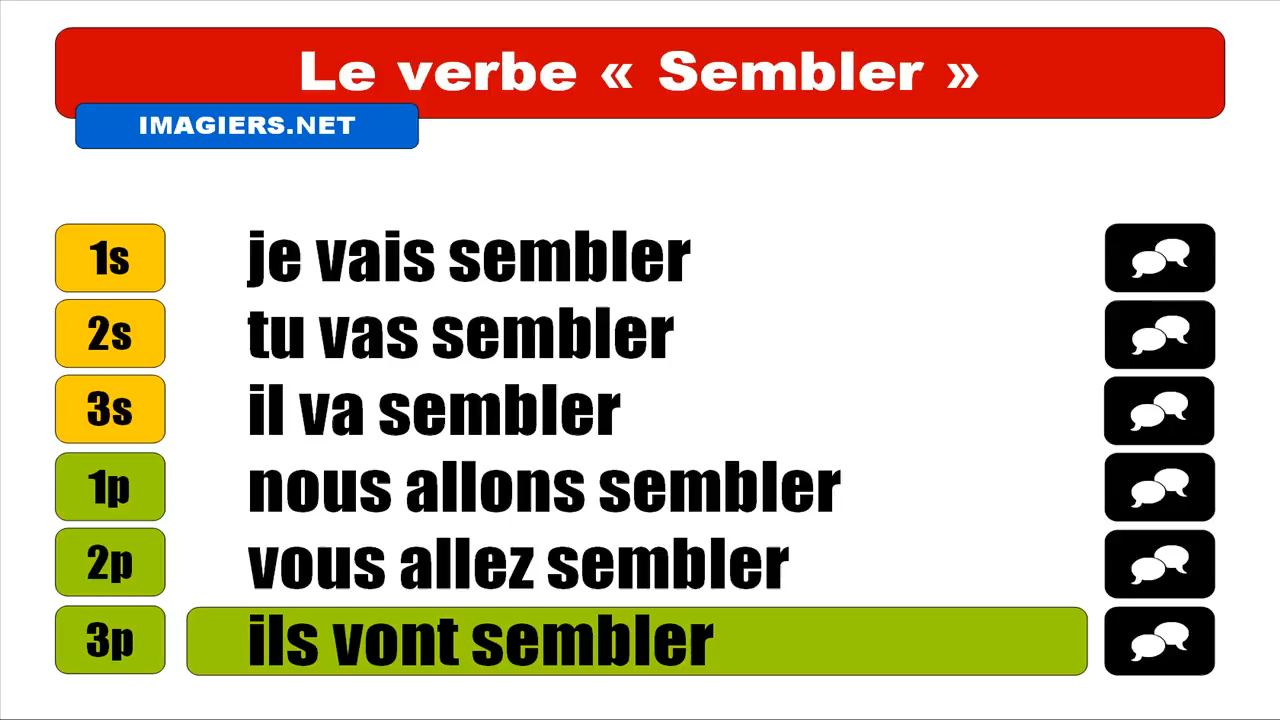 Le verbe « Sembler »
IMAGIERS.NET
1s je vais sembler
2s tu vas sembler
3s il va sembler
1p nous allons sembler
2p vous allez sembler
3p ils vont sembler